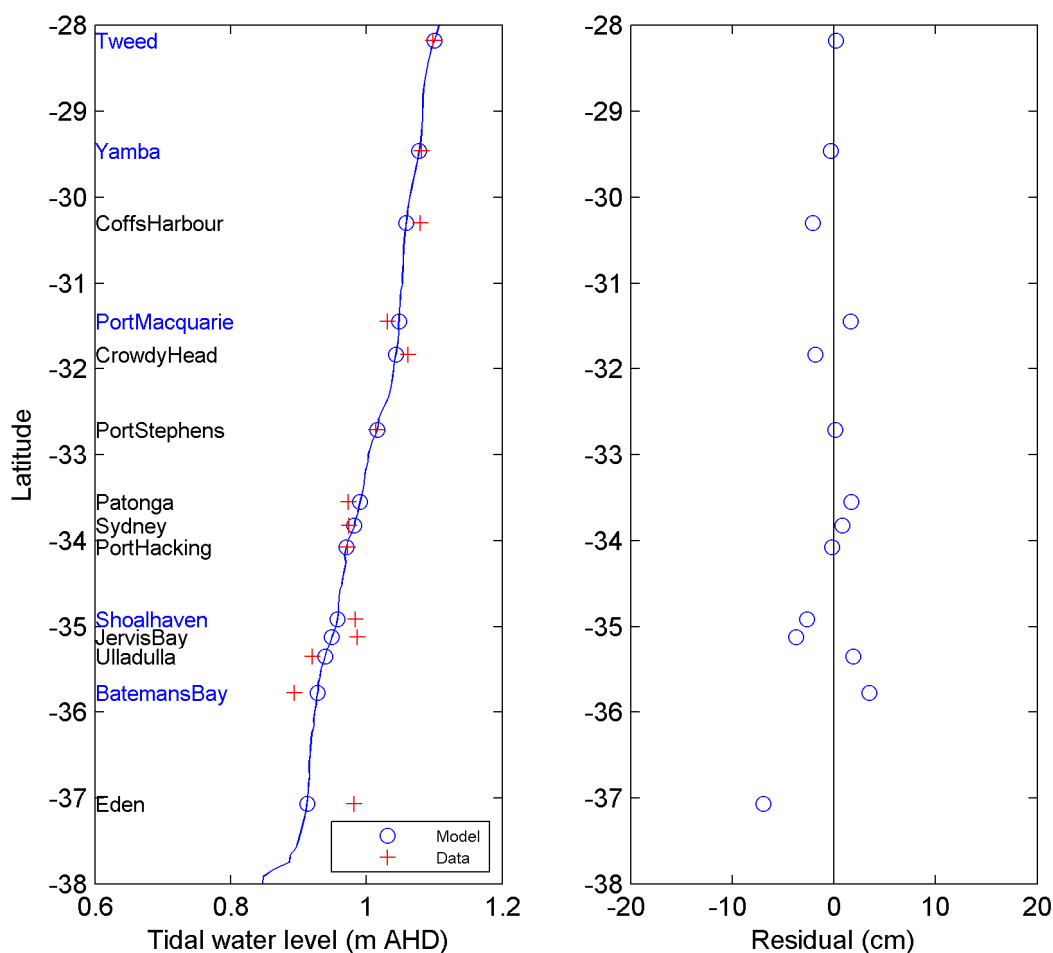 -28
-29
-30
-31
-32
-33
-34
-35
-36
-37
-38
Latitude
Tweed
Yamba
CoffsHarbour
PortMacquarie
CrowdyHead
PortStephens
Patonga
Sydney
PortHacking
Shoalhaven
JervisBay
Ulladulla
BatemansBay
Eden
Model
Data
0.6 0.8 1 1.2
Tidal water level (m AHD)
-28
-29
-30
-31
-32
-33
-34
-35
-36
-37
-38
-20 -10 0 10 20
Residual (cm)